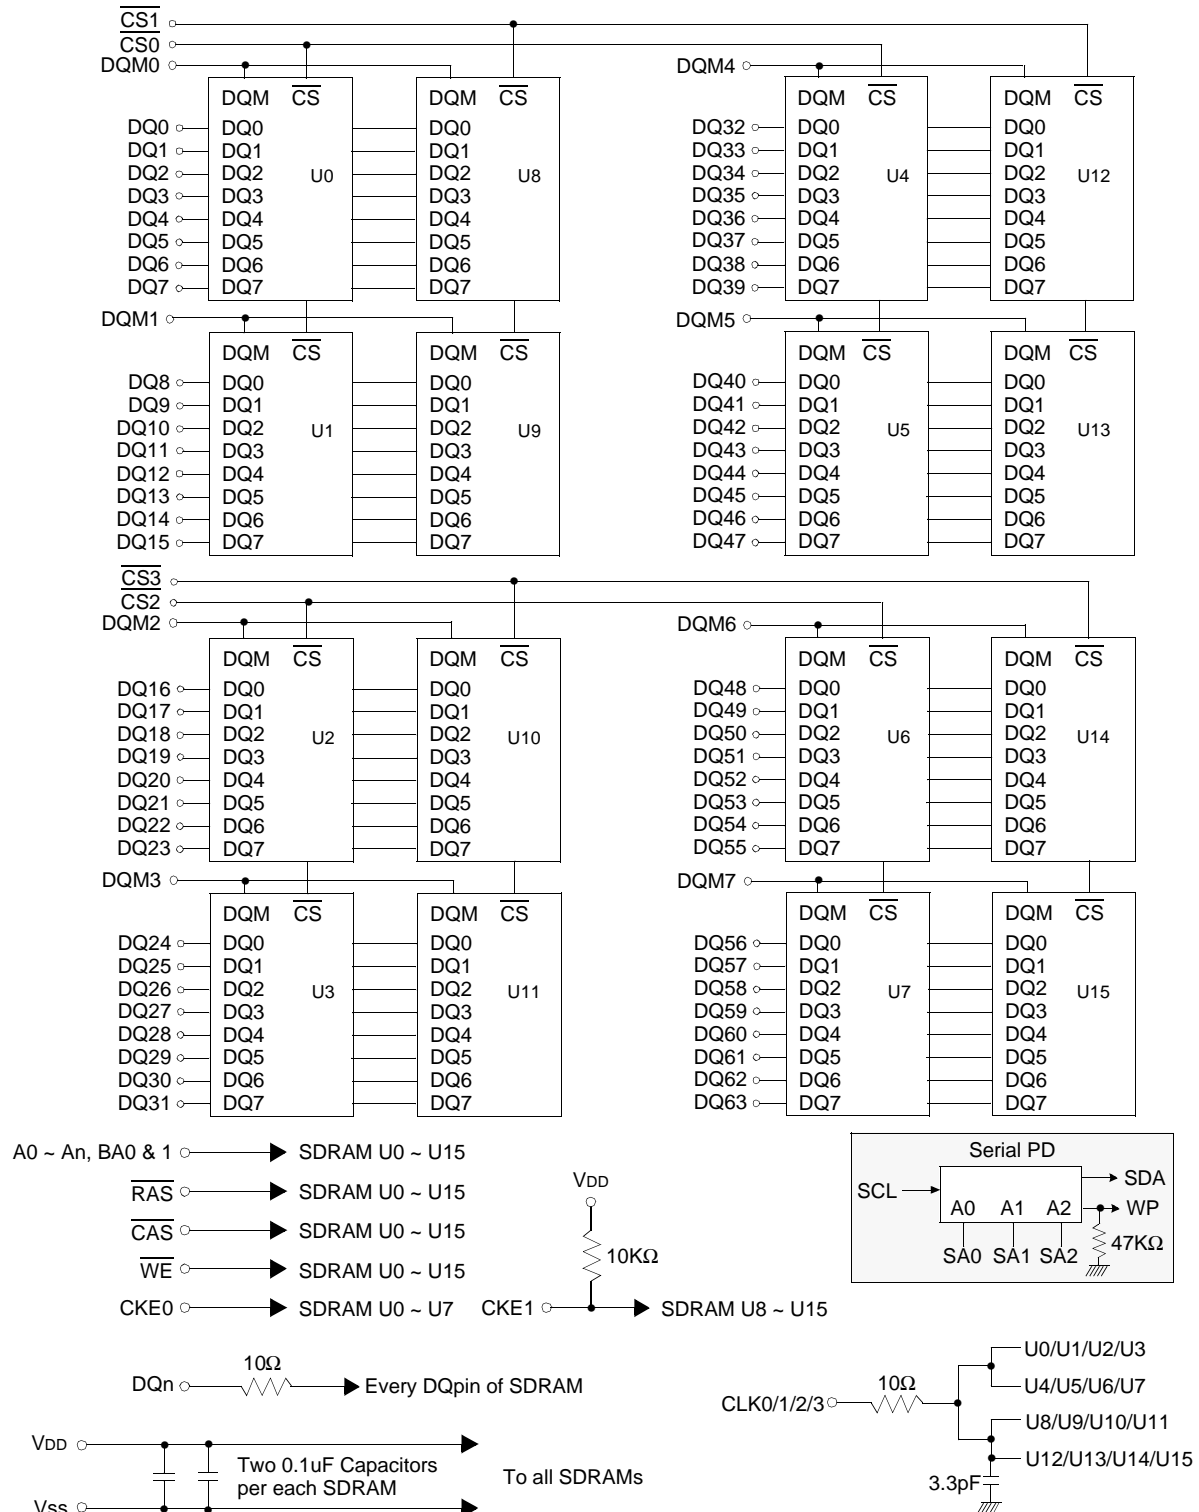 CS1
CS0
DQM0
DQM CS
DQ0 DQ0
DQ1 DQ1
DQ2 DQ2
DQ3 DQ3
DQ4 DQ4
DQ5 DQ5
DQ6 DQ6
DQ7 DQ7
U0
DQM CS
DQ0
DQ1
DQ2
DQ3
DQ4
DQ5
DQ6
DQ7
U8
DQM4
DQM CS
DQ32 DQ0
DQ33 DQ1
DQ34 DQ2
DQ35 DQ3
DQ36 DQ4
DQ37 DQ5
DQ38 DQ6
DQ39 DQ7
U4
DQM CS
DQ0
DQ1
DQ2
DQ3
DQ4
DQ5
DQ6
DQ7
U12
DQM1
DQM CS
DQ8 DQ0
DQ9 DQ1
DQ10 DQ2
DQ11 DQ3
DQ12 DQ4
DQ13 DQ5
DQ14 DQ6
DQ15 DQ7
U1
DQM CS
DQ0
DQ1
DQ2
DQ3
DQ4
DQ5
DQ6
DQ7
U9
DQM5
DQM CS
DQ40 DQ0
DQ41 DQ1
DQ42 DQ2
DQ43 DQ3
DQ44 DQ4
DQ45 DQ5
DQ46 DQ6
DQ47 DQ7
U5
DQM CS
DQ0
DQ1
DQ2
DQ3
DQ4
DQ5
DQ6
DQ7
U13
CS3
CS2
DQM2
DQM CS
DQ16 DQ0
DQ17 DQ1
DQ18 DQ2
DQ19 DQ3
DQ20 DQ4
DQ21 DQ5
DQ22 DQ6
DQ23 DQ7
U2
DQM CS
DQ0
DQ1
DQ2
DQ3
DQ4
DQ5
DQ6
DQ7
U10
DQM6
DQM CS
DQ48 DQ0
DQ49 DQ1
DQ50 DQ2
DQ51 DQ3
DQ52 DQ4
DQ53 DQ5
DQ54 DQ6
DQ55 DQ7
U6
DQM CS
DQ0
DQ1
DQ2
DQ3
DQ4
DQ5
DQ6
DQ7
U14
DQM3
DQM CS
DQ24 DQ0
DQ25 DQ1
DQ26 DQ2
DQ27 DQ3
DQ28 DQ4
DQ29 DQ5
DQ30 DQ6
DQ31 DQ7
U3
DQM CS
DQ0
DQ1
DQ2
DQ3
DQ4
DQ5
DQ6
DQ7
U11
DQM7
DQM CS
DQ56 DQ0
DQ57 DQ1
DQ58 DQ2
DQ59 DQ3
DQ60 DQ4
DQ61 DQ5
DQ62 DQ6
DQ63 DQ7
U7
DQM CS
DQ0
DQ1
DQ2
DQ3
DQ4
DQ5
DQ6
DQ7
U15
A0 ~ An, BA0 & 1 SDRAM U0 ~ U15
RAS SDRAM U0 ~ U15
CAS SDRAM U0 ~ U15
WE SDRAM U0 ~ U15
CKE0 SDRAM U0 ~ U7
VDD
10KΩ
CKE1 SDRAM U8 ~ U15
Serial PD
SCL SDA
A0 A1 A2 WP
SA0 SA1 SA2 47KΩ
10Ω
DQn Every DQpin of SDRAM
VDD
Two 0.1uF Capacitors
per each SDRAM
To all SDRAMs
Vss
U0/U1/U2/U3
10Ω
U4/U5/U6/U7
CLK0/1/2/3
U8/U9/U10/U11
U12/U13/U14/U15
3.3pF